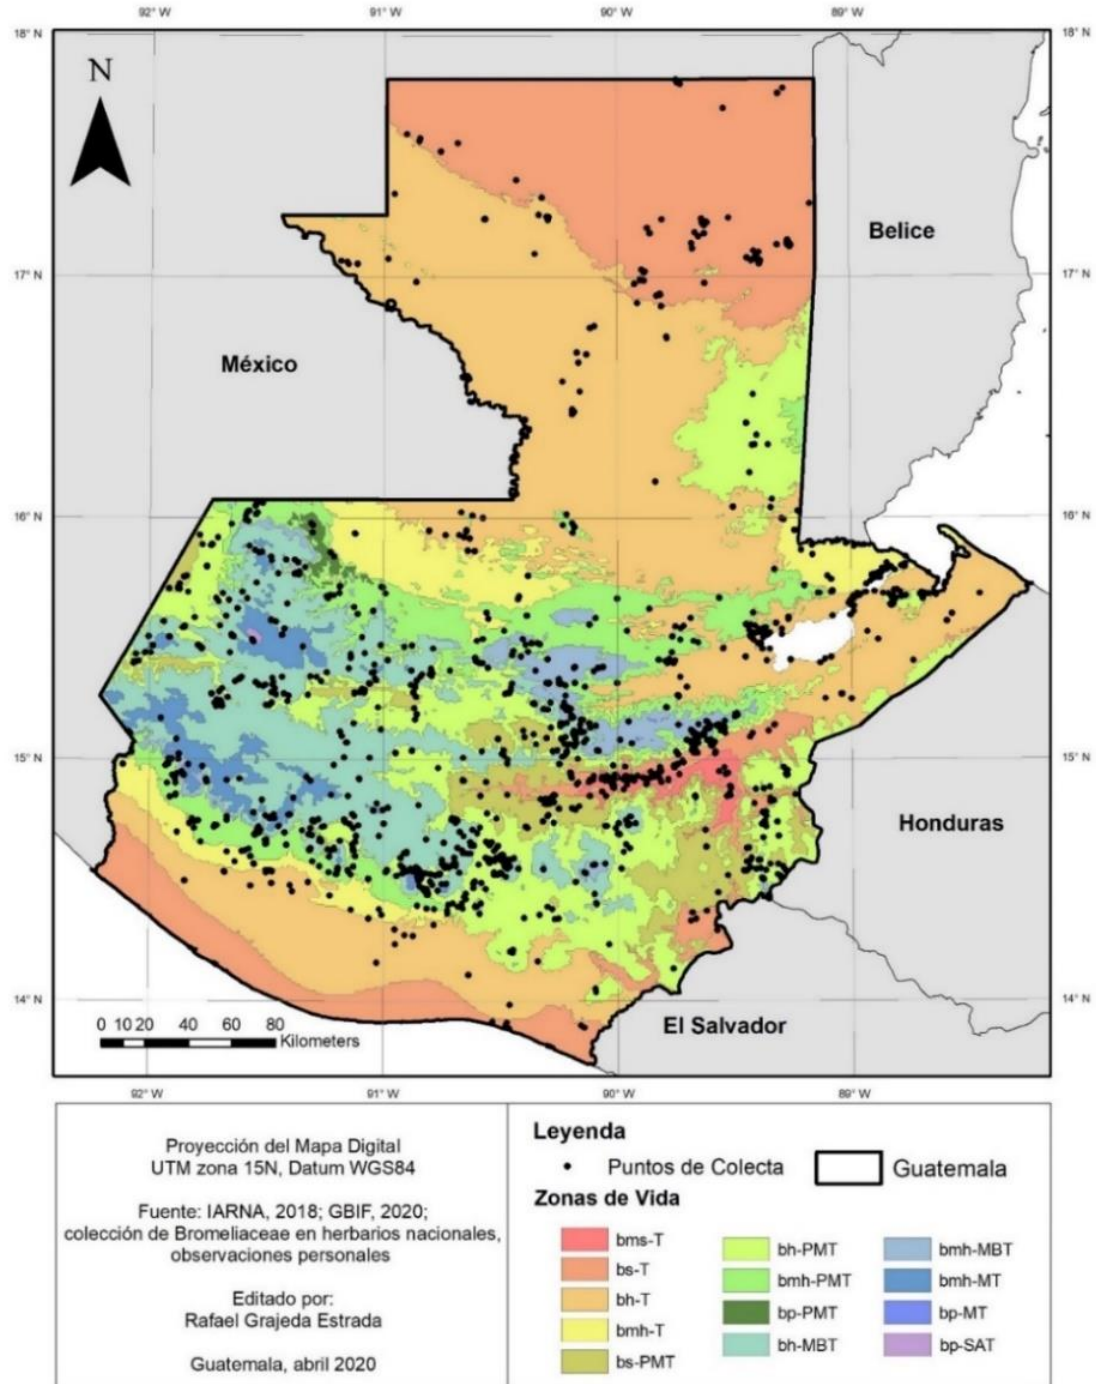 92° W 91° W 90° W 89° W
18° N 18° N
N
Belice
17° N 17° N
México
16° N 16° N
15° N 15° N
Honduras
14° N 14° N
El Salvador
0 10 20 40 60 80
Kilometers
92° W 91° W 90° W 89° W
Proyección del Mapa Digital
UTM zona 15N, Datum WGS84
Fuente: IARNA, 2018; GBIF, 2020;
colección de Bromeliaceae en herbarios nacionales,
observaciones personales
Editado por:
Rafael Grajeda Estrada
Guatemala, abril 2020
Leyenda
Puntos de Colecta
Guatemala
Zonas de Vida
bms-T
bs-T
bh-T
bmh-T
bs-PMT
bh-PMT
bmh-PMT
bp-PMT
bh-MBT
bmh-MBT
bmh-MT
bp-MT
bp-SAT